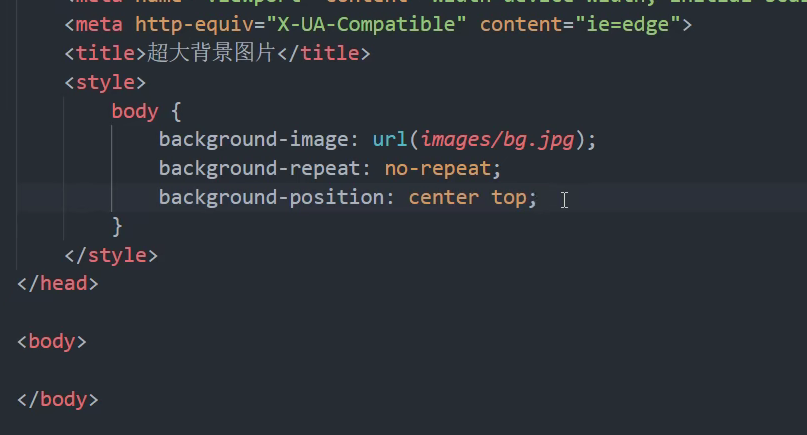 <meta http-equiv="X-UA-Compatible" content="ie=edge">
<title>超大背景图片</title>
<style>
body {
background-image: url(images/bg.jpg);
background-repeat: no-repeat;
background-position: center top;
}
</style>
</head>
<body>
</body>